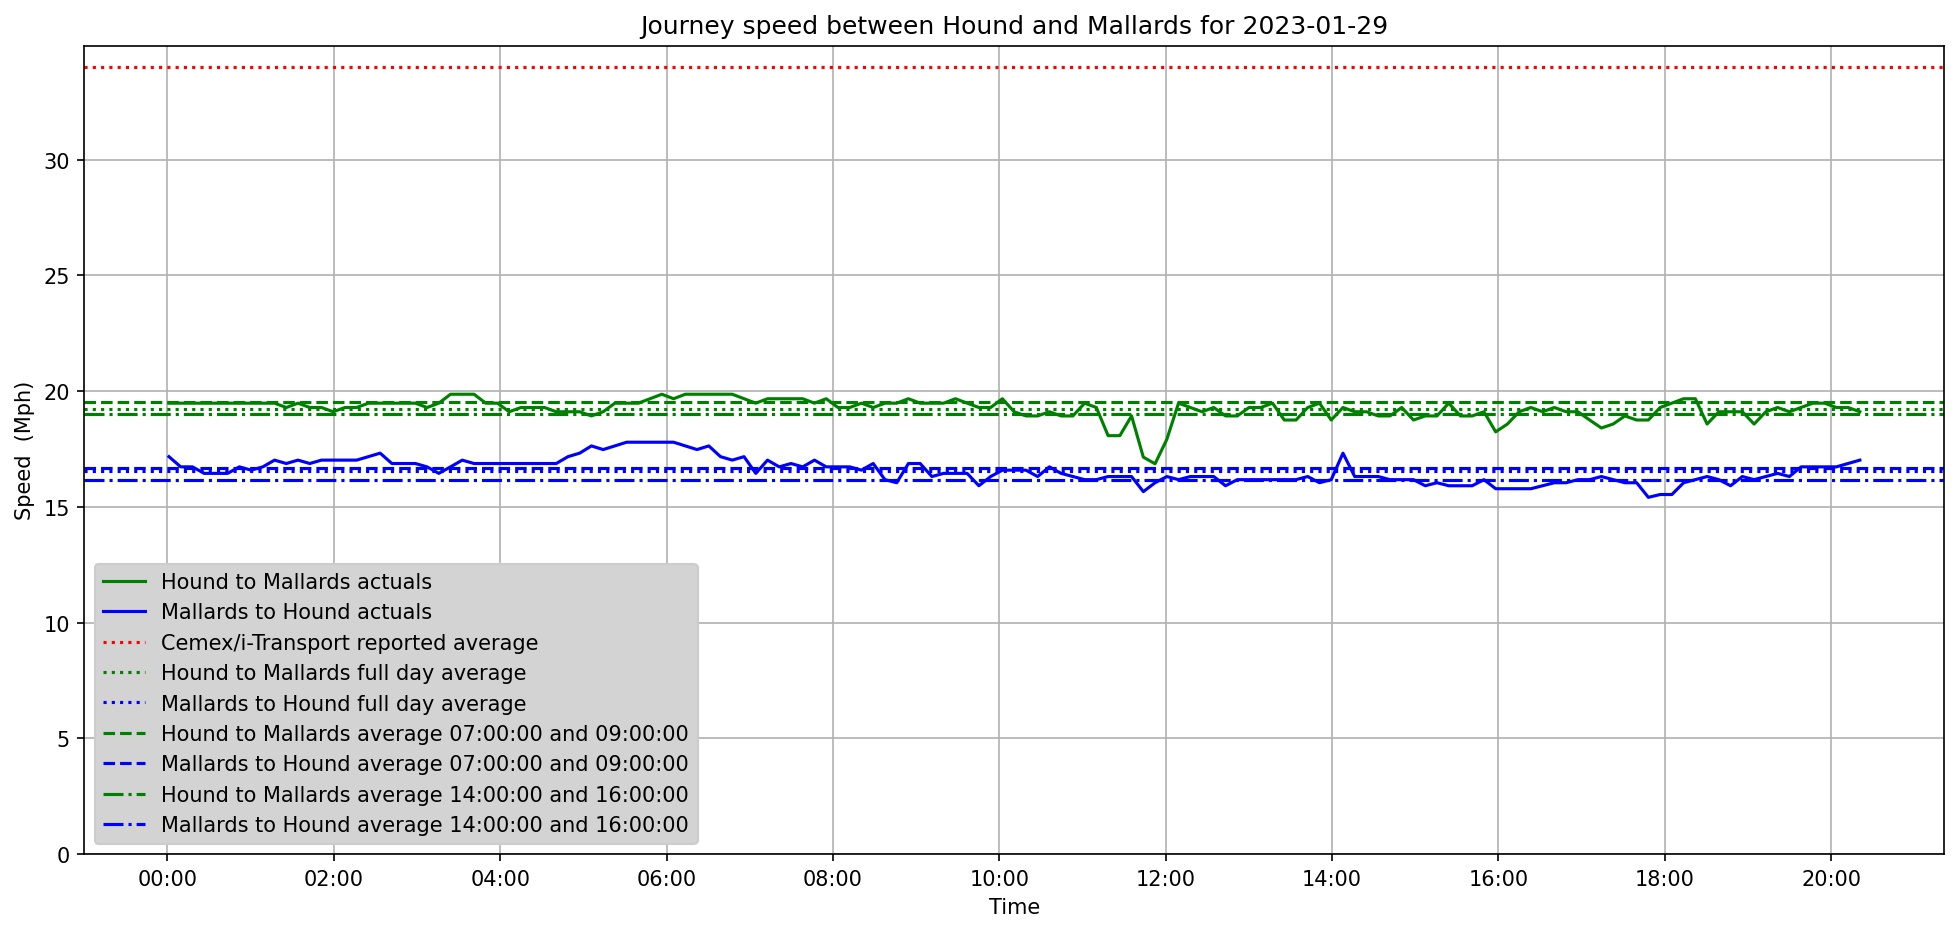 Journey speed between Hound and Mallards for 2023-01-29
Speed (Mph)
30
25
20
15
10
5
0
Hound to Mallards actuals
Mallards to Hound actuals
Cemex/i-Transport reported average
Hound to Mallards full day average
Mallards to Hound full day average
Hound to Mallards average 07:00:00 and 09:00:00
Mallards to Hound average 07:00:00 and 09:00:00
Hound to Mallards average 14:00:00 and 16:00:00
Mallards to Hound average 14:00:00 and 16:00:00
00:00 02:00 04:00 06:00 08:00 10:00 12:00 14:00 16:00 18:00 20:00
Time